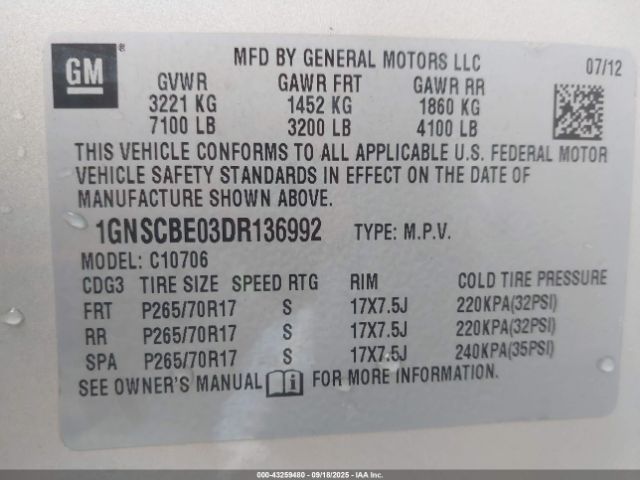 GM®
MFD BY GENERAL MOTORS LLC
07/12
GVWR GAWR FRT GAWR RR
3221 KG 1452 KG 1860 KG
7100 LB 3200 LB 4100 LB
THIS VEHICLE CONFORMS TO ALL APPLICABLE U.S. FEDERAL MOTOR
VEHICLE SAFETY STANDARDS IN EFFECT ON THE DATE OF
MANUFACTURE SHOWN ABOVE.
1GNSCBE03DR136992 TYPE: M.P.V.
MODEL: C10706
CDG3 TIRE SIZE SPEED RTG RIM COLD TIRE PRESSURE
FRT P265/70R17 S 17X7.5J 220KPA(32PSI)
RR P265/70R17 S 17X7.5J 220KPA(32PSI)
SPA P265/70R17 S 17X7.5J 240KPA(35PSI)
SEE OWNER'S MANUAL FOR MORE INFORMATION.
000-43259480 - 09/18/2025 - IAA, Inc.